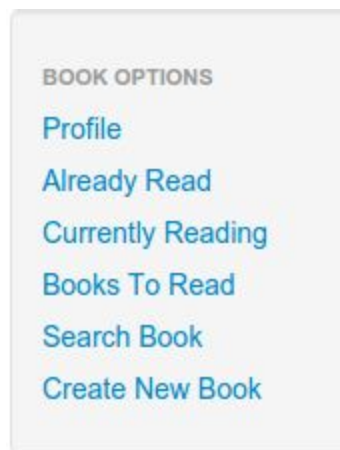 BOOK OPTIONS
Profile
Already Read
Currently Reading
Books To Read
Search Book
Create New Book